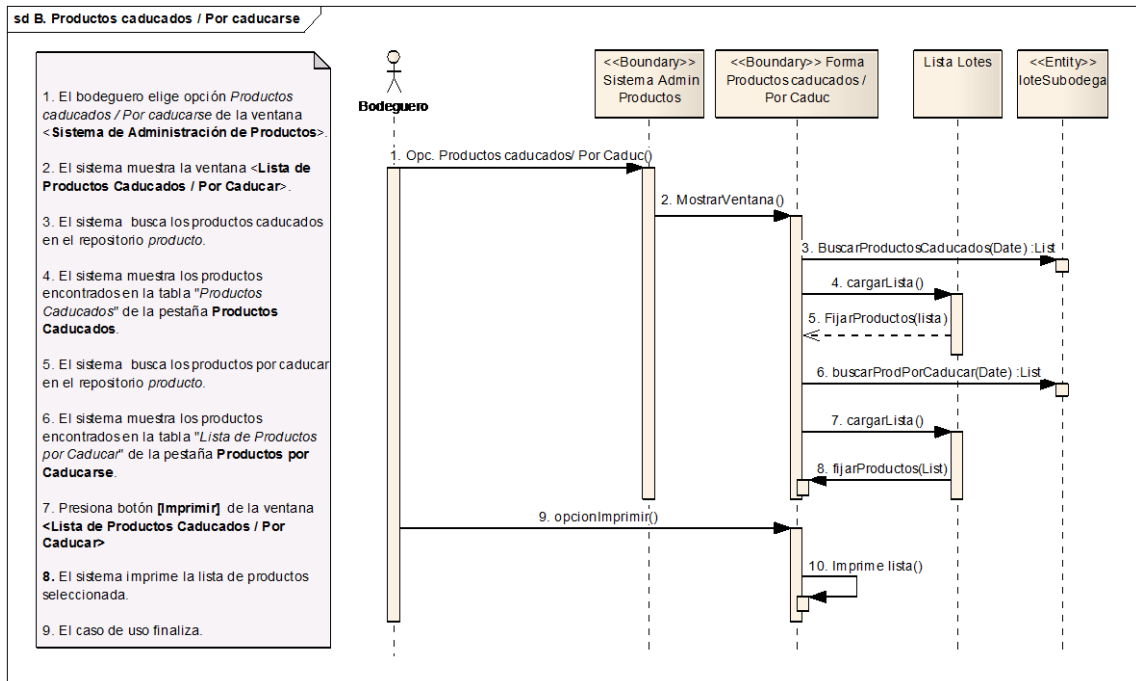 sd B. Productos caducados / Por caducarse
1. El bodeguero elige opción Productos
caducados / Por caducarse de la ventana
<Sistema de Administración de Productos>.
2. El sistema muestra la ventana <Lista de
Productos Caducados / Por Caducar>.
3. El sistema busca los productos caducados
en el repositorio producto.
4. El sistema muestra los productos
encontrados en la tabla "Productos
Caducados" de la pestaña Productos
Caducados.
5. El sistema busca los productos por caducar
en el repositorio producto.
6. El sistema muestra los productos
encontrados en la tabla "Lista de Productos
por Caducar" de la pestaña Productos por
Caducarse.
7. Presiona botón [Imprimir] de la ventana
<Lista de Productos Caducados / Por
Caducar>
8. El sistema imprime la lista de productos
seleccionada.
9. El caso de uso finaliza.
Bodeguero
<<Boundary>>
Sistema Admin
Productos
<<Boundary>> Forma
Productos caducados /
Por Caduc
Lista Lotes
<<Entity>>
loteSubodega
1. Opc. Productos caducados/ Por Caduc()
2. MostrarVentana()
3. BuscarProductosCaducados(Date) :List
4. cargarLista()
5. FijarProductos(lista)
6. buscarProdPorCaducar(Date) :List
7. cargarLista()
8. fijarProductos(List)
9. opcionImprimir()
10. Imprime lista()